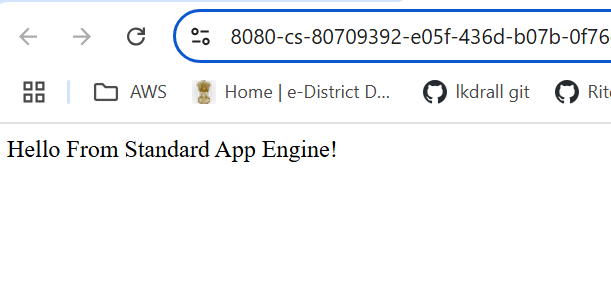 8080-cs-80709392-e05f-436d-b07b-0f76
AWS Home | e-District D... lkdrall git Rit
Hello From Standard App Engine!